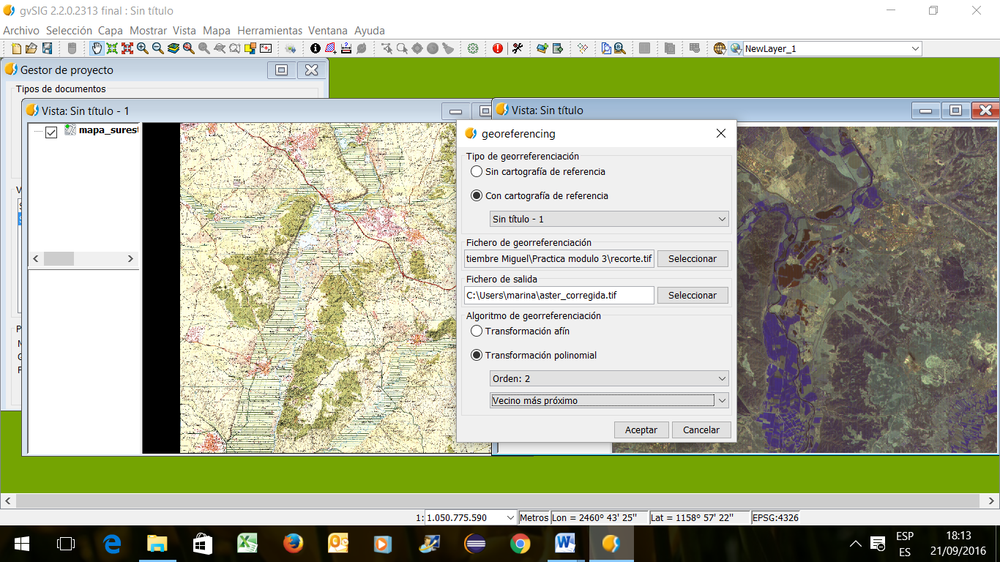 gvSIG 2.2.0.2313 final : Sin título
Archivo Selección Capa Mostrar Vista Mapa Herramientas Ventana Ayuda
NewLayer_1
Gestor de proyecto
Tipos de documentos
Vista: Sin título - 1
mapa_surest
Vista: Sin título
georeferencing
Tipo de georreferenciación
Sin cartografía de referencia
Con cartografía de referencia
Sin título - 1
Fichero de georreferenciación
tiembre Miguel\Practica modulo 3\recorte.tif
Seleccionar
Fichero de salida
C:\Users\marina\aster_corregida.tif
Seleccionar
Algoritmo de georreferenciación
Transformación afín
Transformación polinomial
Orden: 2
Vecino más próximo
Aceptar
Cancelar
1: 1.050.775.590
Metros
Lon = 2460° 43' 25"
Lat = 1158° 57' 22"
EPSG:4326
ESP
ES
18:13
21/09/2016